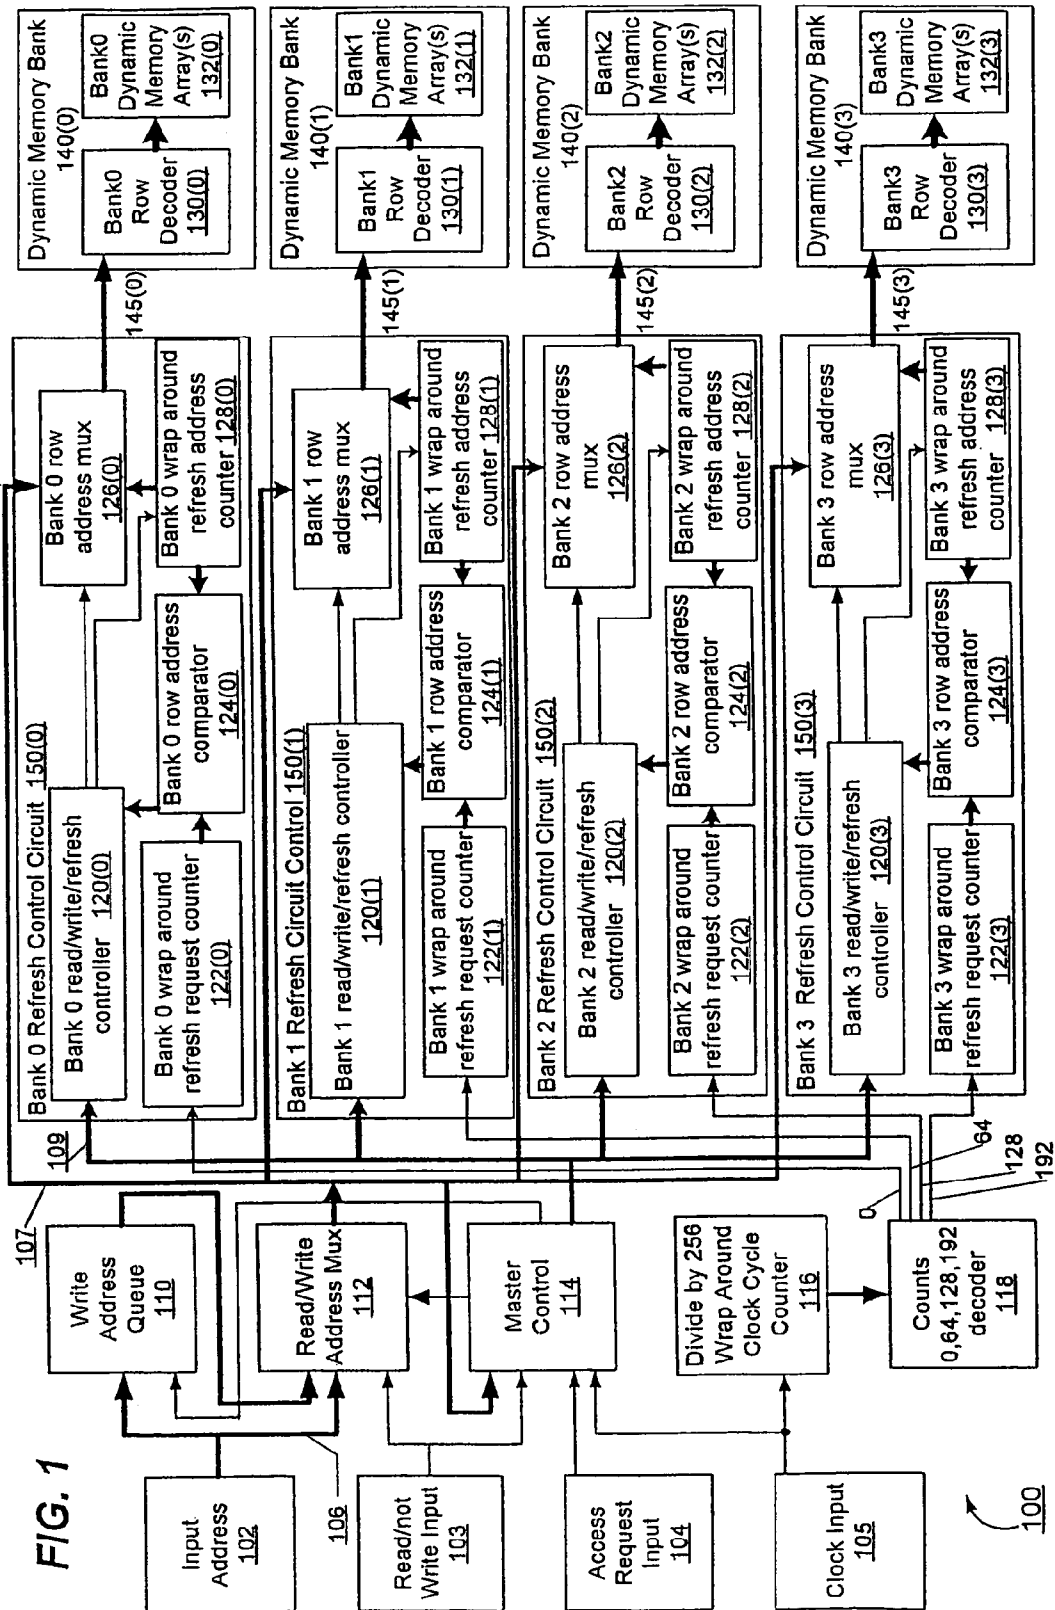 FIG. 1
Input
Address
102
Read/not
Write Input
103
Access
Request
Input
104
Clock Input
105
100
106
107
109
Write
Address
Queue
110
Read/Write
Address Mux
112
Master
Control
114
Divide by 256
Wrap Around
Clock Cycle
Counter
116
Counts
0,64,128,192
decoder
118
0
64
128
192
Bank 0 Refresh Control Circuit 150(0)
Bank 0 read/write/refresh
controller 120(0)
Bank 0 wrap around
refresh request counter
122(0)
Bank 0 row address
comparator
124(0)
Bank 0 row
address mux
126(0)
Bank 0 wrap around
refresh address
counter 128(0)
145(0)
Dynamic Memory Bank
140(0)
Bank0
Row
Decoder
130(0)
Bank0
Dynamic
Memory
Array(s)
132(0)
Bank 1 Refresh Circuit Control 150(1)
Bank 1 read/write/refresh controller
120(1)
Bank 1 wrap around
refresh request counter
122(1)
Bank 1 row address
comparator
124(1)
Bank 1 row
address mux
126(1)
Bank 1 wrap around
refresh address
counter 128(1)
145(1)
Dynamic Memory Bank
140(1)
Bank1
Row
Decoder
130(1)
Bank1
Dynamic
Memory
Array(s)
132(1)
Bank 2 Refresh Control Circuit 150(2)
Bank 2 read/write/refresh
controller 120(2)
Bank 2 wrap around
refresh request counter
122(2)
Bank 2 row address
comparator
124(2)
Bank 2 row address
mux
126(2)
Bank 2 wrap around
refresh address
counter 128(2)
145(2)
Dynamic Memory Bank
140(2)
Bank2
Row
Decoder
130(2)
Bank2
Dynamic
Memory
Array(s)
132(2)
Bank 3 Refresh Control Circuit 150(3)
Bank 3 read/write/refresh
controller 120(3)
Bank 3 wrap around
refresh request counter
122(3)
Bank 3 row address
comparator
124(3)
Bank 3 row address
mux
126(3)
Bank 3 wrap around
refresh address
counter 128(3)
145(3)
Dynamic Memory Bank
140(3)
Bank3
Row
Decoder
130(3)
Bank3
Dynamic
Memory
Array(s)
132(3)